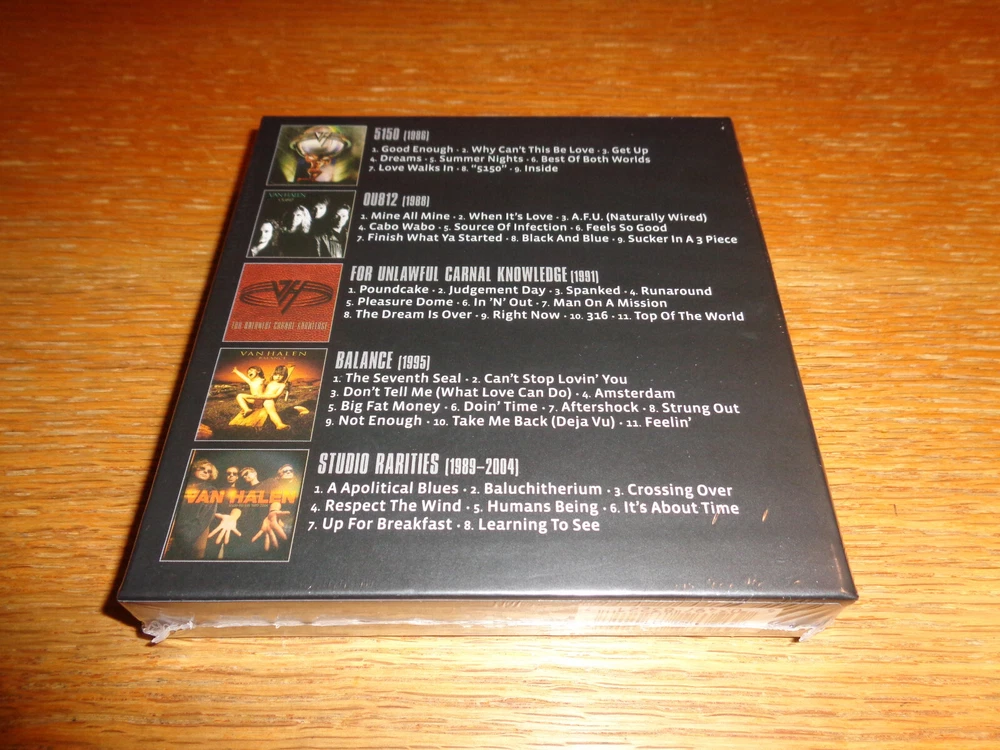 5150 (1986)
1. Good Enough · 2. Why Can't This Be Love · 3. Get Up
4. Dreams · 5. Summer Nights · 6. Best Of Both Worlds
7. Love Walks In · 8. "5150" · 9. Inside
VAN HALEN
OU812 (1988)
1. Mine All Mine · 2. When It's Love · 3. A.F.U. (Naturally Wired)
4. Cabo Wabo · 5. Source Of Infection · 6. Feels So Good
7. Finish What Ya Started · 8. Black And Blue · 9. Sucker In A 3 Piece
FOR UNLAWFUL CARNAL KNOWLEDGE
FOR UNLAWFUL CARNAL KNOWLEDGE (1991)
1. Poundcake · 2. Judgement Day · 3. Spanked · 4. Runaround
5. Pleasure Dome · 6. In 'N' Out · 7. Man On A Mission
8. The Dream Is Over · 9. Right Now · 10. 316 · 11. Top Of The World
VAN HALEN
BALANCE
BALANCE (1995)
1. The Seventh Seal · 2. Can't Stop Lovin' You
3. Don't Tell Me (What Love Can Do) · 4. Amsterdam
5. Big Fat Money · 6. Doin' Time · 7. Aftershock · 8. Strung Out
9. Not Enough · 10. Take Me Back (Deja Vu) · 11. Feelin'
VAN HALEN
STUDIO RARITIES (1989–2004)
1. A Apolitical Blues · 2. Baluchitherium · 3. Crossing Over
4. Respect The Wind · 5. Humans Being · 6. It's About Time
7. Up For Breakfast · 8. Learning To See